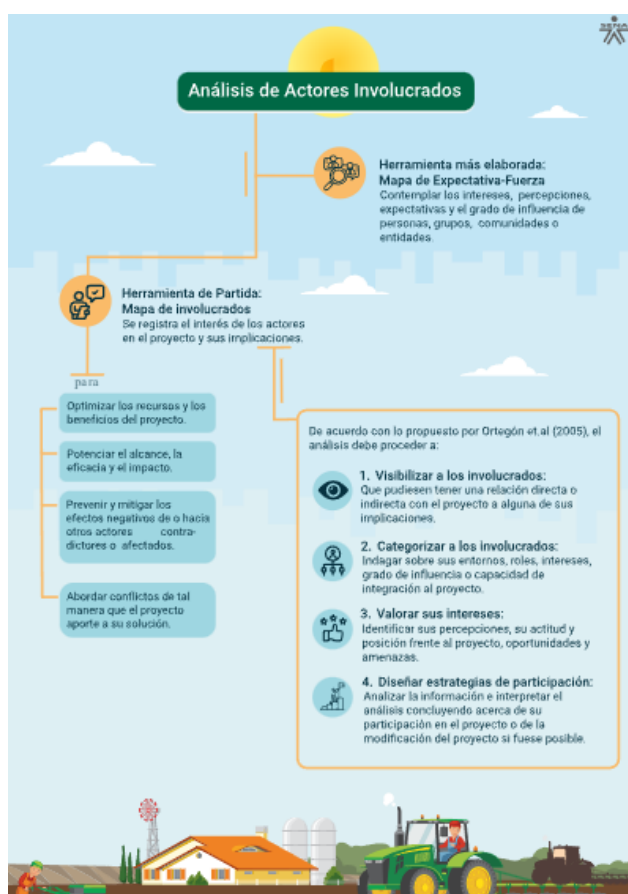 SENA
Análisis de Actores Involucrados
Herramienta más elaborada:
Mapa de Expectativa-Fuerza
Contemplar los intereses, percepciones,
expectativas y el grado de influencia de
personas, grupos, comunidades o
entidades.
Herramienta de Partida:
Mapa de involucrados
Se registra el interés de los actores
en el proyecto y sus implicaciones.
para
Optimizar los recursos y los
beneficios del proyecto.
Potenciar el alcance, la
eficacia y el impacto.
Prevenir y mitigar los
efectos negativos de o hacia
otros actores contra-
dictores o afectados.
Abordar conflictos de tal
manera que el proyecto
aporte a su solución.
De acuerdo con lo propuesto por Ortegón et.al (2005), el
análisis debe proceder a:
1. Visibilizar a los involucrados:
Que pudiesen tener una relación directa o
indirecta con el proyecto a alguna de sus
implicaciones.
2. Categorizar a los involucrados:
Indagar sobre sus entornos, roles, intereses,
grado de influencia o capacidad de
integración al proyecto.
3. Valorar sus intereses:
Identificar sus percepciones, su actitud y
posición frente al proyecto, oportunidades y
amenazas.
4. Diseñar estrategias de participación:
Analizar la información e interpretar el
análisis concluyendo acerca de su
participación en el proyecto o de la
modificación del proyecto si fuese posible.